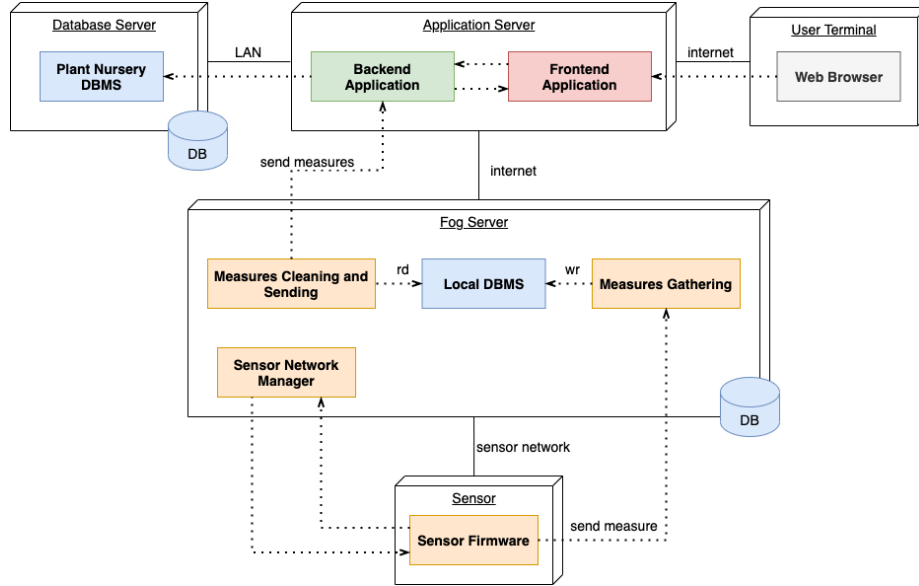 Database Server
Application Server
User Terminal
LAN
internet
Plant Nursery
DBMS
Backend
Application
Frontend
Application
Web Browser
DB
send measures
internet
Fog Server
Measures Cleaning and
Sending
rd
Local DBMS
wr
Measures Gathering
Sensor Network
Manager
DB
sensor network
Sensor
send measure
Sensor Firmware